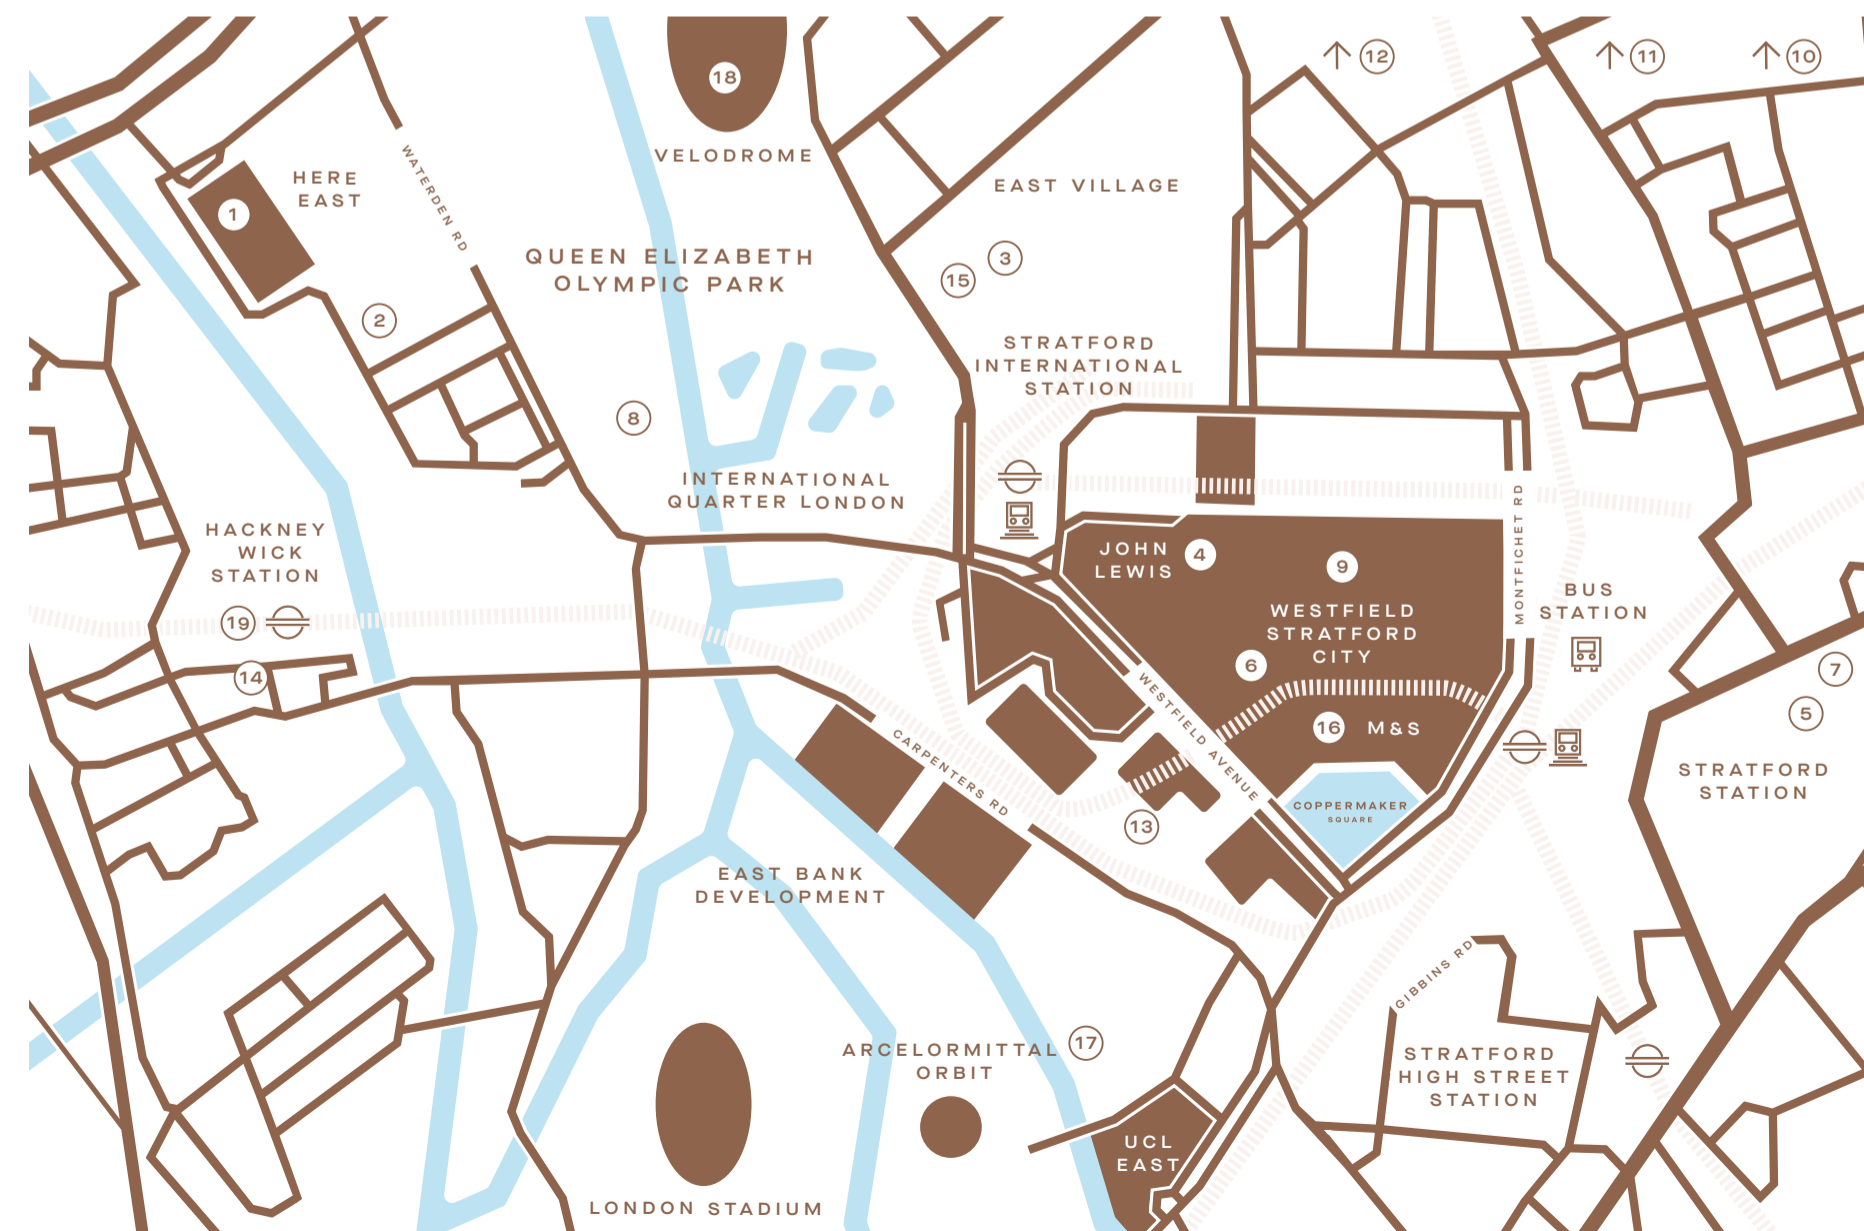 12
11
10
18
VELODROME
HERE
EAST
1
WATERDEN RD
EAST VILLAGE
QUEEN ELIZABETH
OLYMPIC PARK
3
15
2
STRATFORD
INTERNATIONAL
STATION
8
INTERNATIONAL
QUARTER LONDON
HACKNEY
WICK
STATION
19
14
JOHN
LEWIS
4
9
WESTFIELD
STRATFORD
CITY
6
16
M&S
MONTFICHET RD
BUS
STATION
7
5
STRATFORD
STATION
WESTFIELD AVENUE
CARPENTERS RD
COPPERMAKER
SQUARE
13
EAST BANK
DEVELOPMENT
GIBBINS RD
ARCELORMITTAL
ORBIT
17
STRATFORD
HIGH STREET
STATION
UCL
EAST
LONDON STADIUM